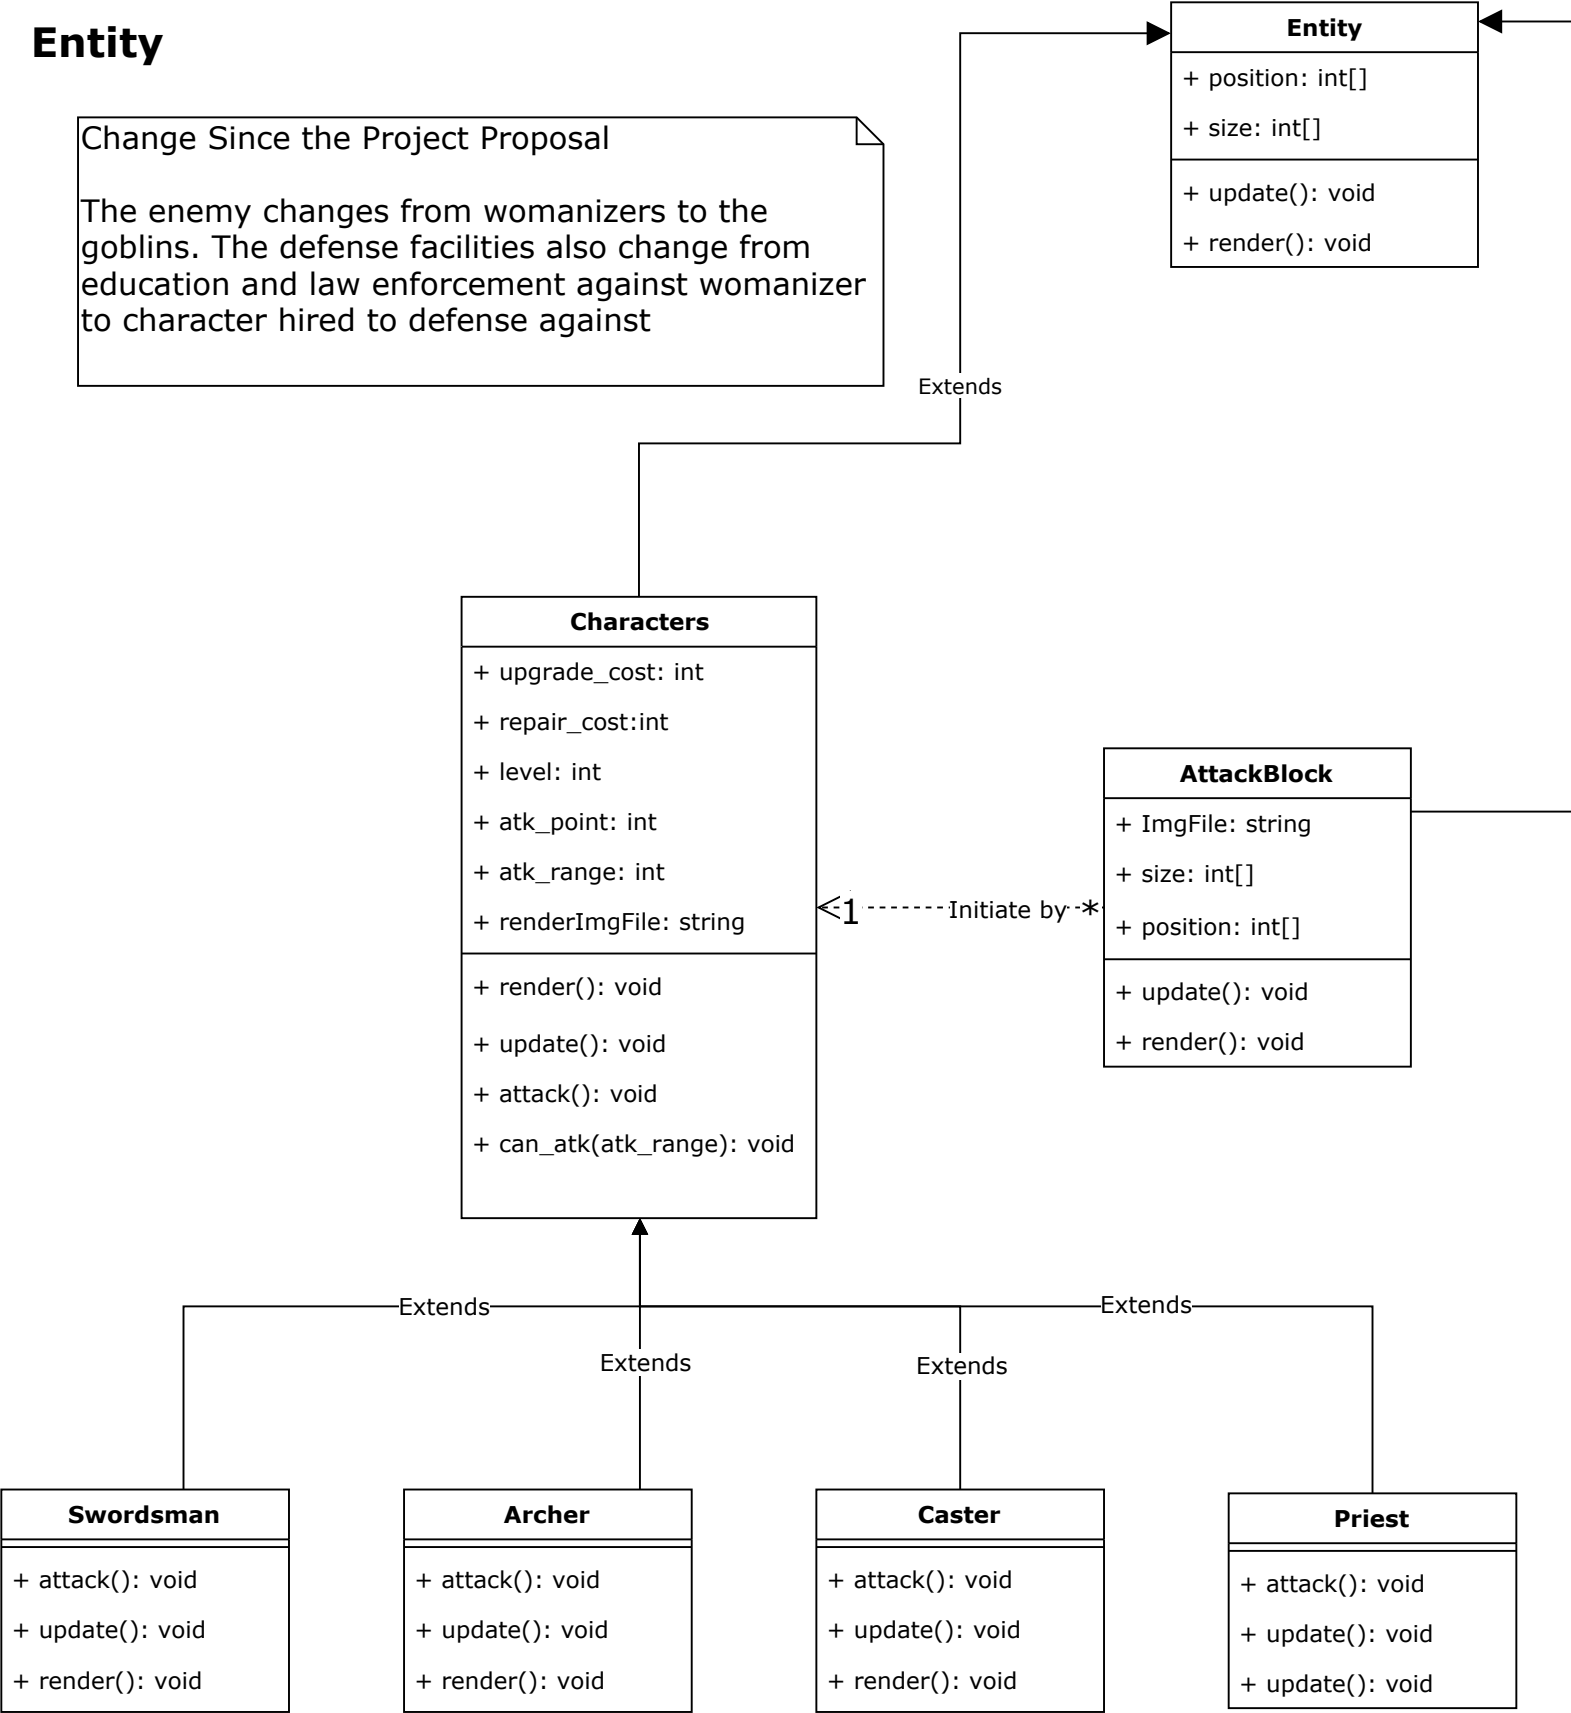 Entity
Change Since the Project Proposal
The enemy changes from womanizers to the
goblins. The defense facilities also change from
education and law enforcement against womanizer
to character hired to defense against
Entity
+ position: int[]
+ size: int[]
+ update(): void
+ render(): void
Extends
Characters
+ upgrade_cost: int
+ repair_cost:int
+ level: int
+ atk_point: int
+ atk_range: int
+ renderImgFile: string
+ render(): void
+ update(): void
+ attack(): void
+ can_atk(atk_range): void
1
Initiate by
*
AttackBlock
+ ImgFile: string
+ size: int[]
+ position: int[]
+ update(): void
+ render(): void
Extends
Extends
Extends
Extends
Swordsman
+ attack(): void
+ update(): void
+ render(): void
Archer
+ attack(): void
+ update(): void
+ render(): void
Caster
+ attack(): void
+ update(): void
+ render(): void
Priest
+ attack(): void
+ update(): void
+ update(): void